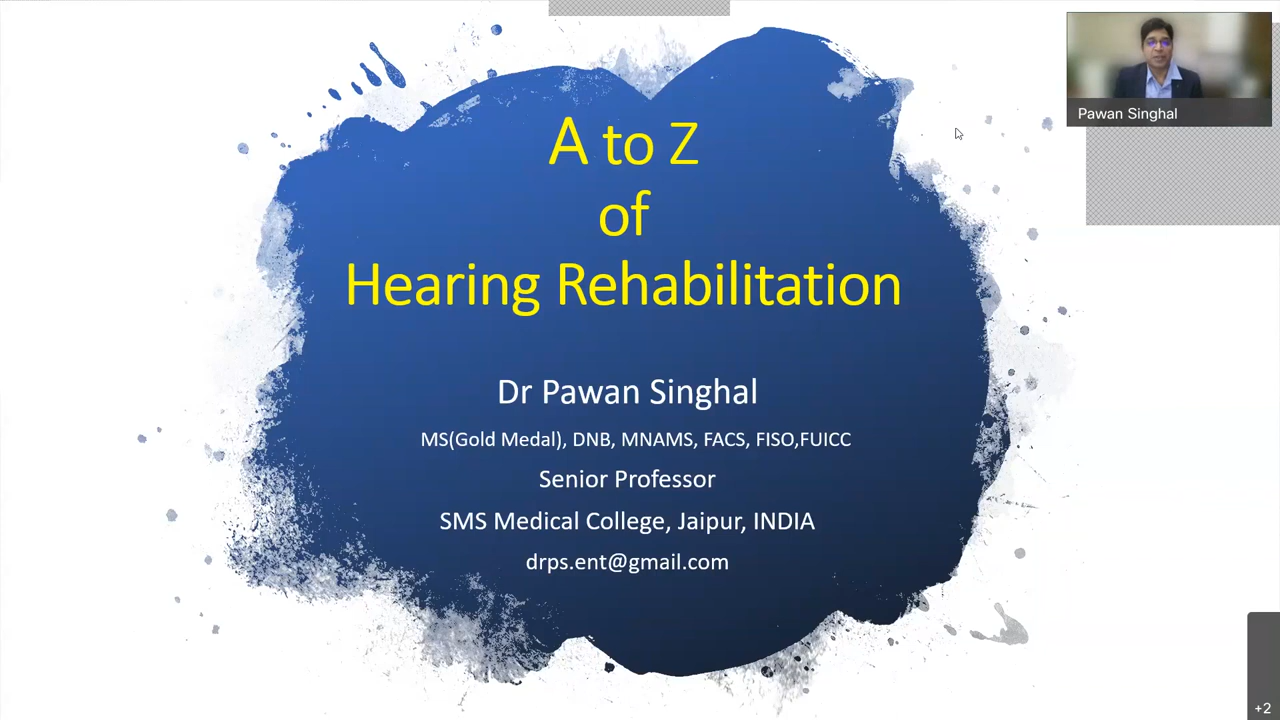 A to Z
of
Hearing Rehabilitation
Dr Pawan Singhal
MS(Gold Medal), DNB, MNAMS, FACS, FISO,FUICC
Senior Professor
SMS Medical College, Jaipur, INDIA
drps.ent@gmail.com
Pawan Singhal
+2